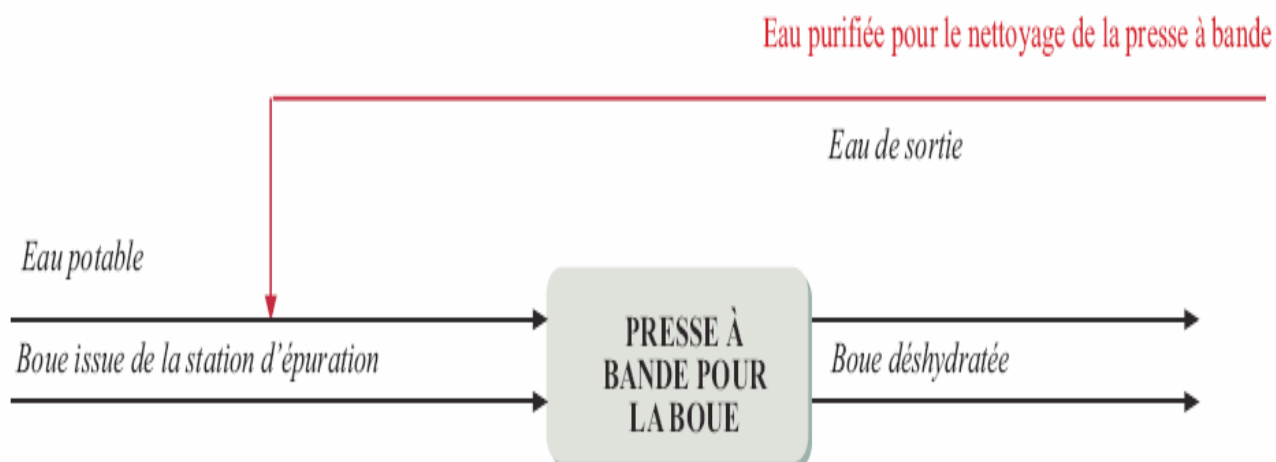 Eau purifiée pour le nettoyage de la presse à bande
Eau de sortie
Eau potable
Boue issue de la station d’épuration
PRESSE À
BANDE POUR
LA BOUE
Boue déshydratée